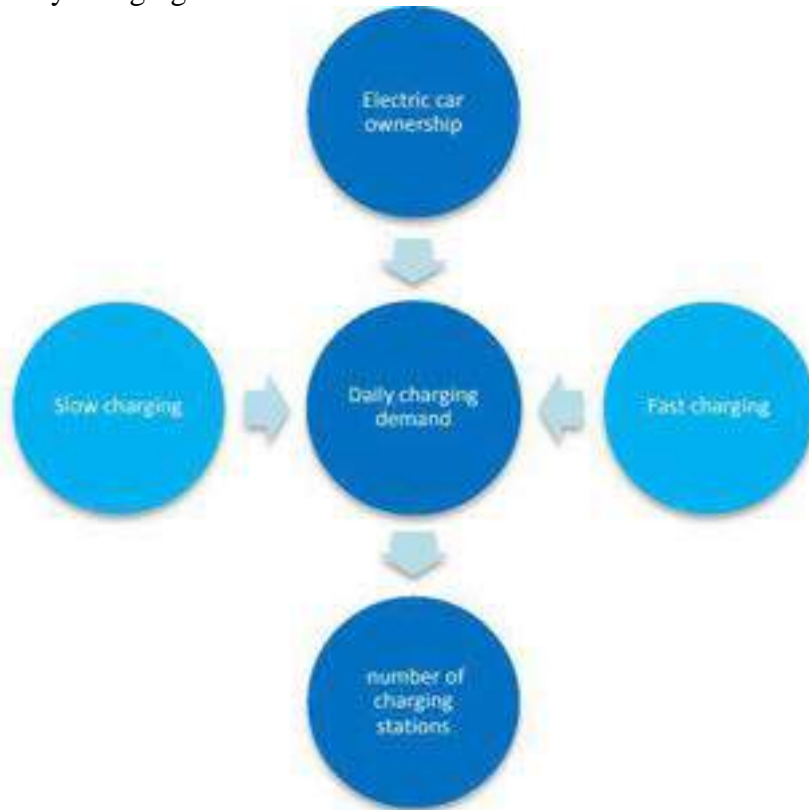 Electric car
ownership
Slow charging
Daily charging
demand
Fast charging
number of
charging
stations